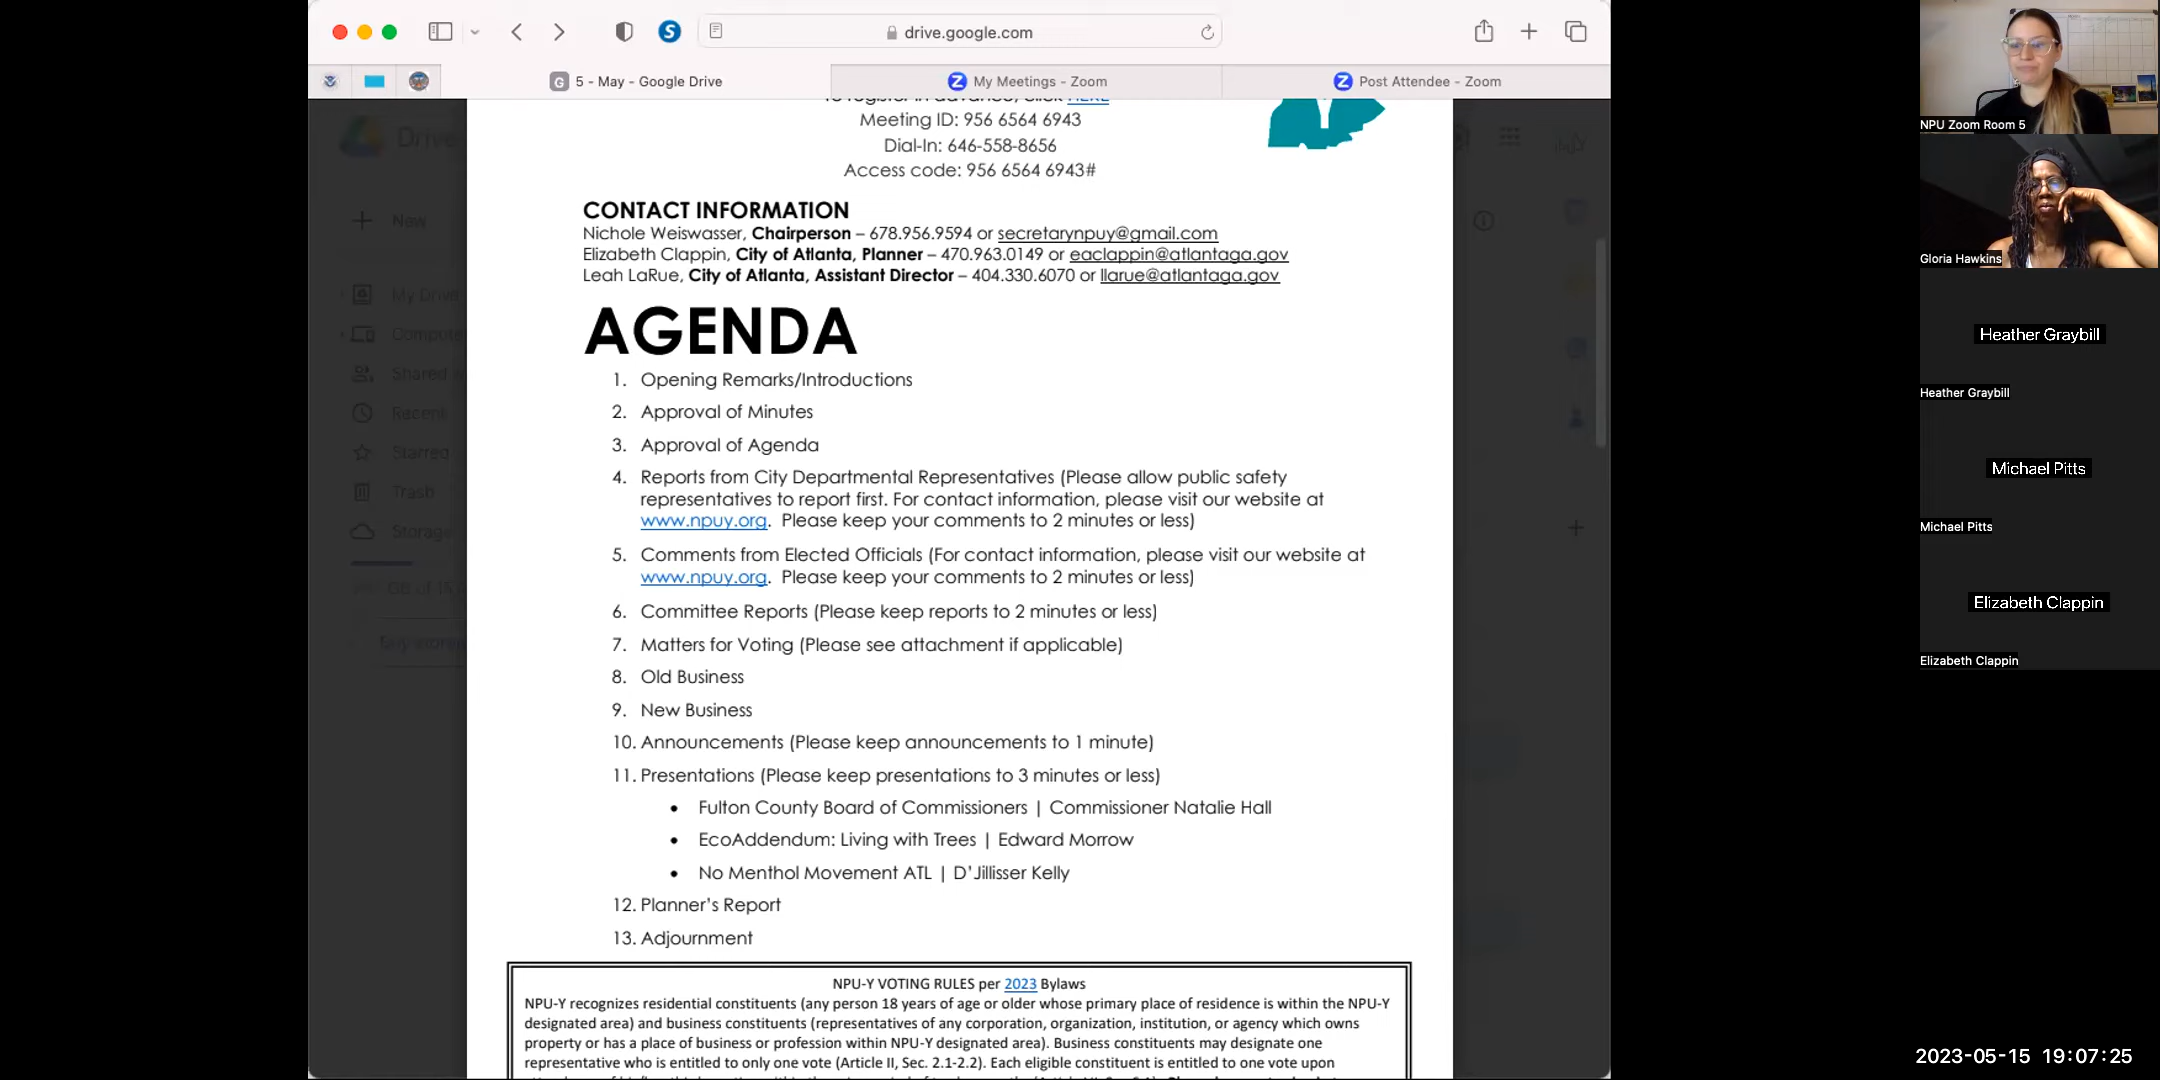 drive.google.com
5 - May - Google Drive
My Meetings - Zoom
Post Attendee - Zoom
Meeting ID: 956 6564 6943
Dial-In: 646-558-8656
Access code: 956 6564 6943#
CONTACT INFORMATION
Nichole Weiswasser, Chairperson – 678.956.9594 or secretarynpuy@gmail.com
Elizabeth Clappin, City of Atlanta, Planner – 470.963.0149 or eaclappin@atlantaga.gov
Leah LaRue, City of Atlanta, Assistant Director – 404.330.6070 or llarue@atlantaga.gov
AGENDA
1. Opening Remarks/Introductions
2. Approval of Minutes
3. Approval of Agenda
4. Reports from City Departmental Representatives (Please allow public safety
representatives to report first. For contact information, please visit our website at
www.npuy.org. Please keep your comments to 2 minutes or less)
5. Comments from Elected Officials (For contact information, please visit our website at
www.npuy.org. Please keep your comments to 2 minutes or less)
6. Committee Reports (Please keep reports to 2 minutes or less)
7. Matters for Voting (Please see attachment if applicable)
8. Old Business
9. New Business
10. Announcements (Please keep announcements to 1 minute)
11. Presentations (Please keep presentations to 3 minutes or less)
• Fulton County Board of Commissioners | Commissioner Natalie Hall
• EcoAddendum: Living with Trees | Edward Morrow
• No Menthol Movement ATL | D'Jillisser Kelly
12. Planner's Report
13. Adjournment
NPU-Y VOTING RULES per 2023 Bylaws
NPU-Y recognizes residential constituents (any person 18 years of age or older whose primary place of residence is within the NPU-Y
designated area) and business constituents (representatives of any corporation, organization, institution, or agency which owns
property or has a place of business or profession within NPU-Y designated area). Business constituents may designate one
representative who is entitled to only one vote (Article II, Sec. 2.1-2.2). Each eligible constituent is entitled to one vote upon
Drive
New
My Drive
Shared
Recent
Starred
Trash
Storage
NPU Zoom Room 5
Gloria Hawkins
Heather Graybill
Heather Graybill
Michael Pitts
Michael Pitts
Elizabeth Clappin
Elizabeth Clappin
2023-05-15 19:07:25